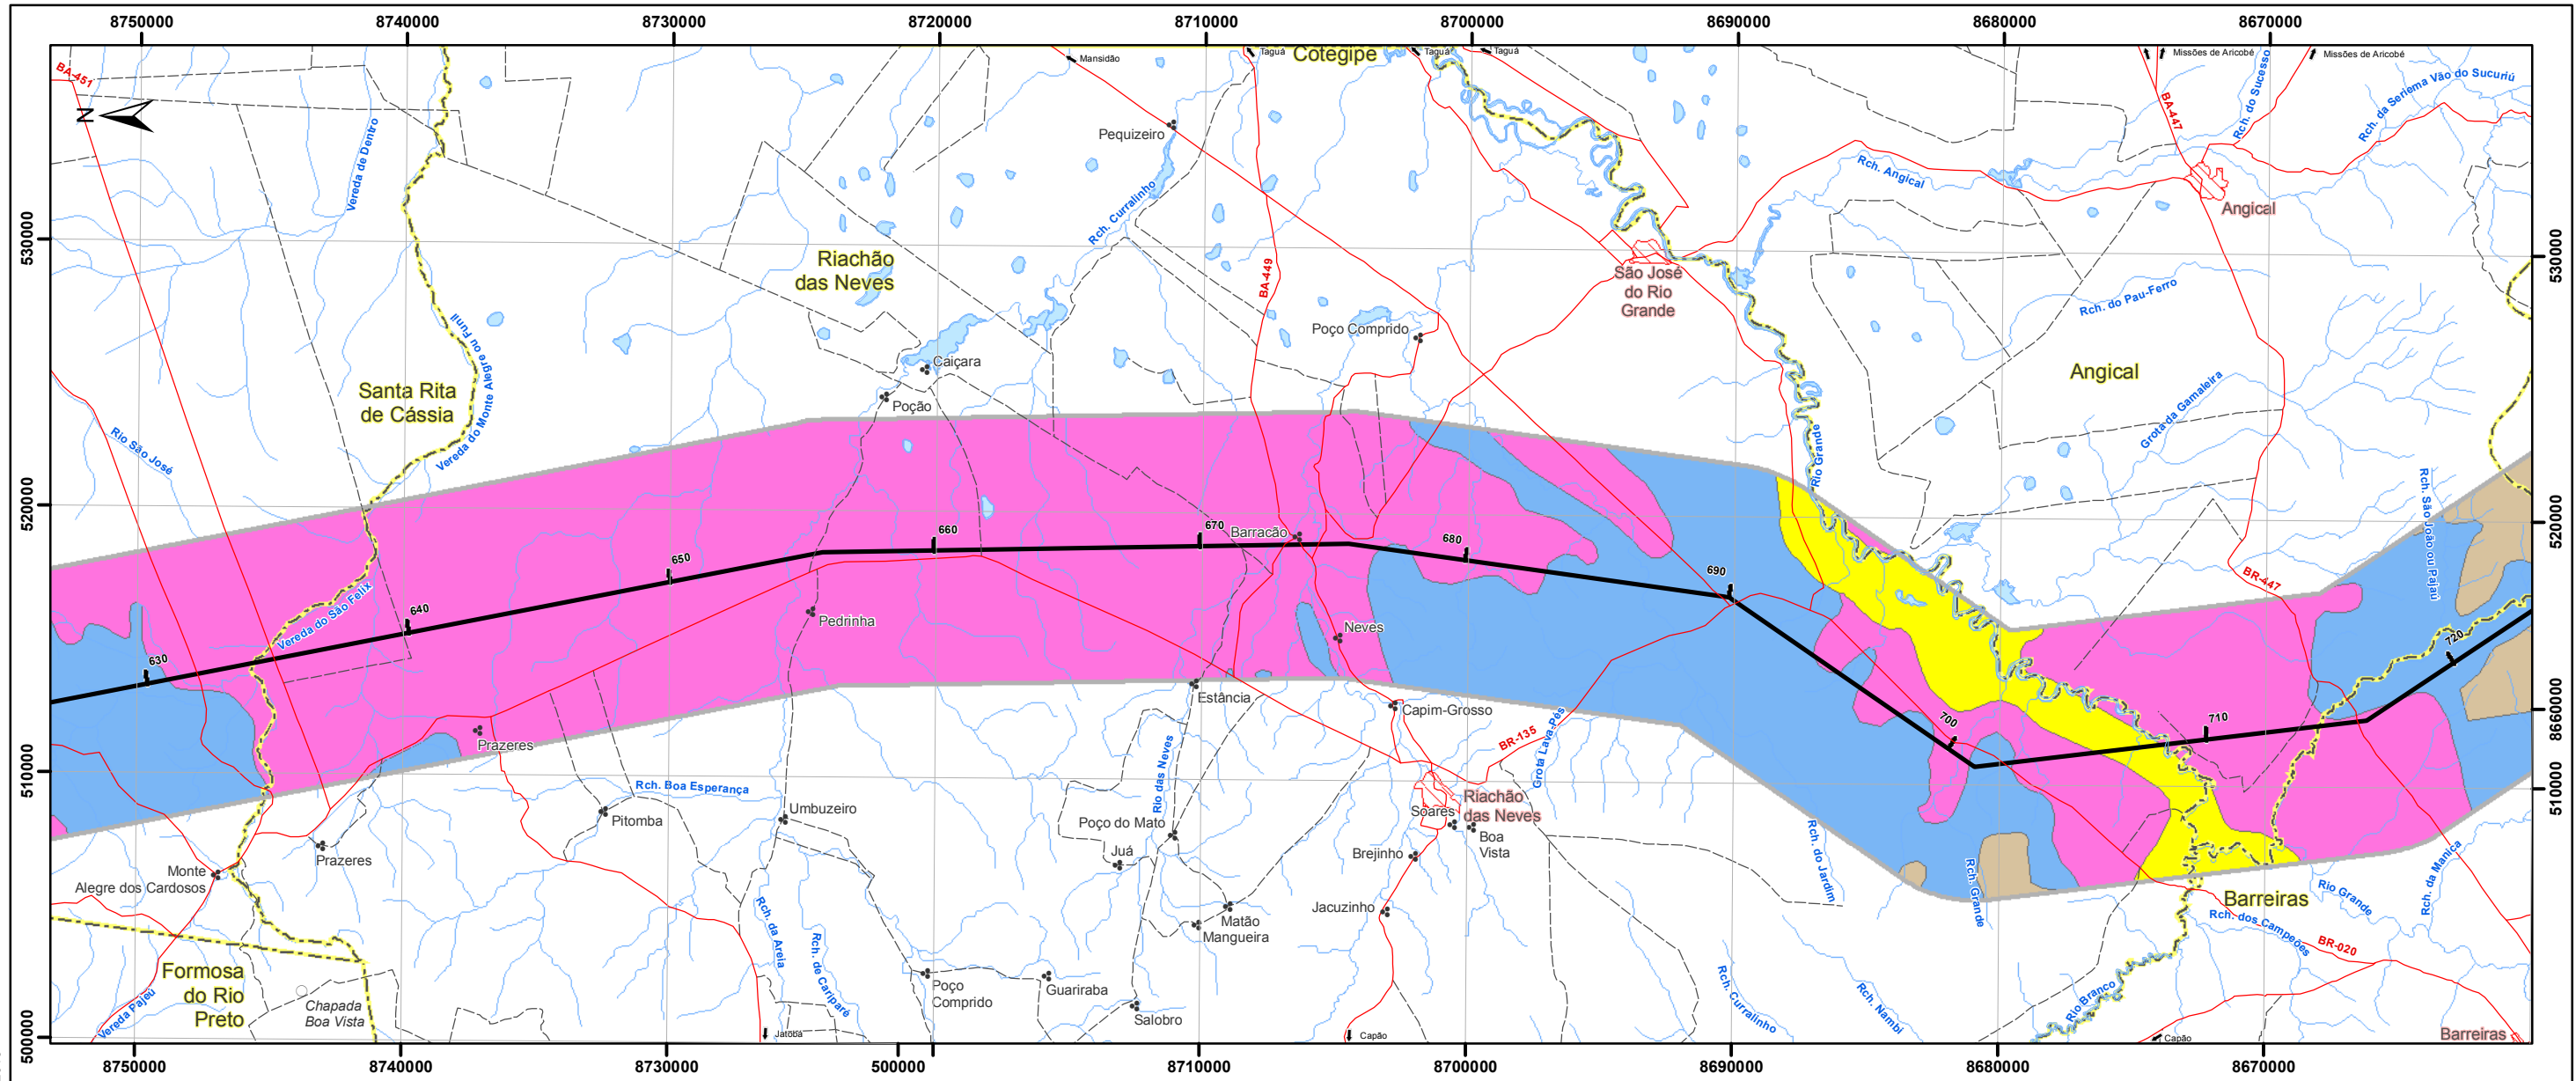 8750000
8740000
8730000
8720000
8710000
8700000
8690000
8680000
8670000
BA-451
N
Mansidão
Taguá
Cotegipe
Taguá
Taguá
Missões de Aricobé
Missões de Aricobé
BA-447
Rch. do Sucesso
Rch. da Seriema Vão do Sucuriú
Vereda de Dentro
Pequizeiro
Rch. Curralinho
Rch. Angical
Angical
530000
530000
Riachão
das Neves
BA-449
São José
do Rio
Grande
Rch. do Pau-Ferro
Vereda do Monte Alegre ou Funil
Poço Comprido
Caiçara
Poção
Santa Rita
de Cássia
Angical
Grota da Gamaleira
Rio São José
Rio Grande
Rch. São João ou Pajaú
520000
520000
630
640
650
660
670
680
690
700
710
720
Barracão
BR-447
Vereda do São Felix
Pedrinha
Neves
Estância
Capim-Grosso
8660000
Prazeres
BR-135
Grota Lava-Pés
510000
510000
Rch. Boa Esperança
Rio das Neves
Pitomba
Umbuzeiro
Poço do Mato
Soares
Riachão
das Neves
Boa
Vista
Juá
Brejinho
Prazeres
Monte
Alegre dos Cardosos
Rch. do Jardim
Rch. Grande
Barreiras
Rio Grande
Rch. da Manica
Jacuzinho
Matão
Mangueira
Rch. dos Campeões
BR-020
Rch. da Areia
Rch. de Cariparé
Formosa
do Rio
Preto
Chapada
Boa Vista
Vereda Pajeú
Poço
Comprido
Guariraba
Salobro
Rch. Curralinho
Rch. Nambi
Rio Branco
500000
Jatobá
Capão
Capão
Barreiras
8750000
8740000
8730000
500000
8710000
8700000
8690000
8680000
8670000